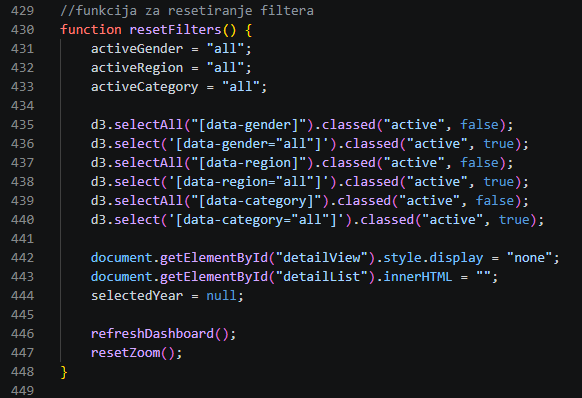 429 //funkcija za resetiranje filtera
430 function resetFilters() {
431     activeGender = "all";
432     activeRegion = "all";
433     activeCategory = "all";
434
435     d3.selectAll("[data-gender]").classed("active", false);
436     d3.select('[data-gender="all"]').classed("active", true);
437     d3.selectAll("[data-region]").classed("active", false);
438     d3.select('[data-region="all"]').classed("active", true);
439     d3.selectAll("[data-category]").classed("active", false);
440     d3.select('[data-category="all"]').classed("active", true);
441
442     document.getElementById("detailView").style.display = "none";
443     document.getElementById("detailList").innerHTML = "";
444     selectedYear = null;
445
446     refreshDashboard();
447     resetZoom();
448 }
449